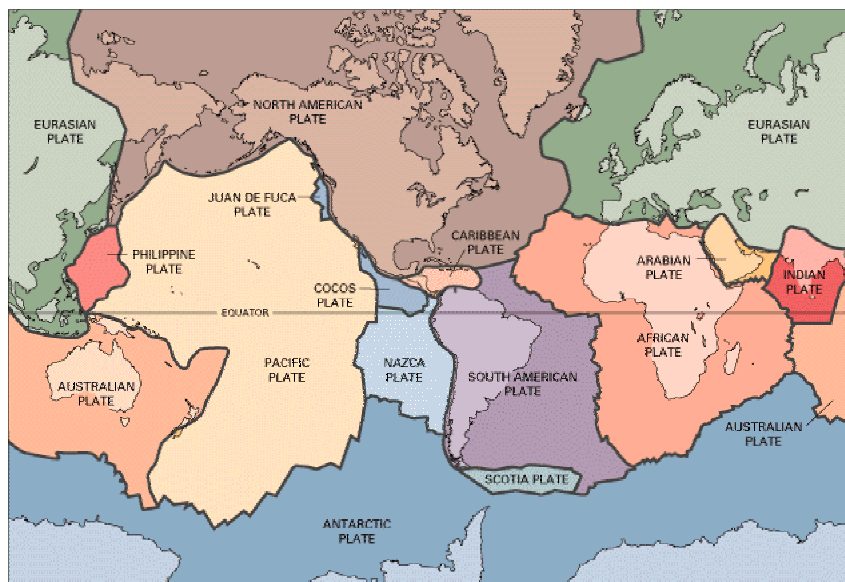 NORTH AMERICAN
PLATE
EURASIAN
PLATE
EURASIAN
PLATE
JUAN DE FUCA
PLATE
CARIBBEAN
PLATE
PHILIPPINE
PLATE
ARABIAN
PLATE
INDIAN
PLATE
COCOS
PLATE
EQUATOR
AFRICAN
PLATE
PACIFIC
PLATE
NAZCA
PLATE
SOUTH AMERICAN
PLATE
AUSTRALIAN
PLATE
AUSTRALIAN
PLATE
SCOTIA PLATE
ANTARCTIC
PLATE